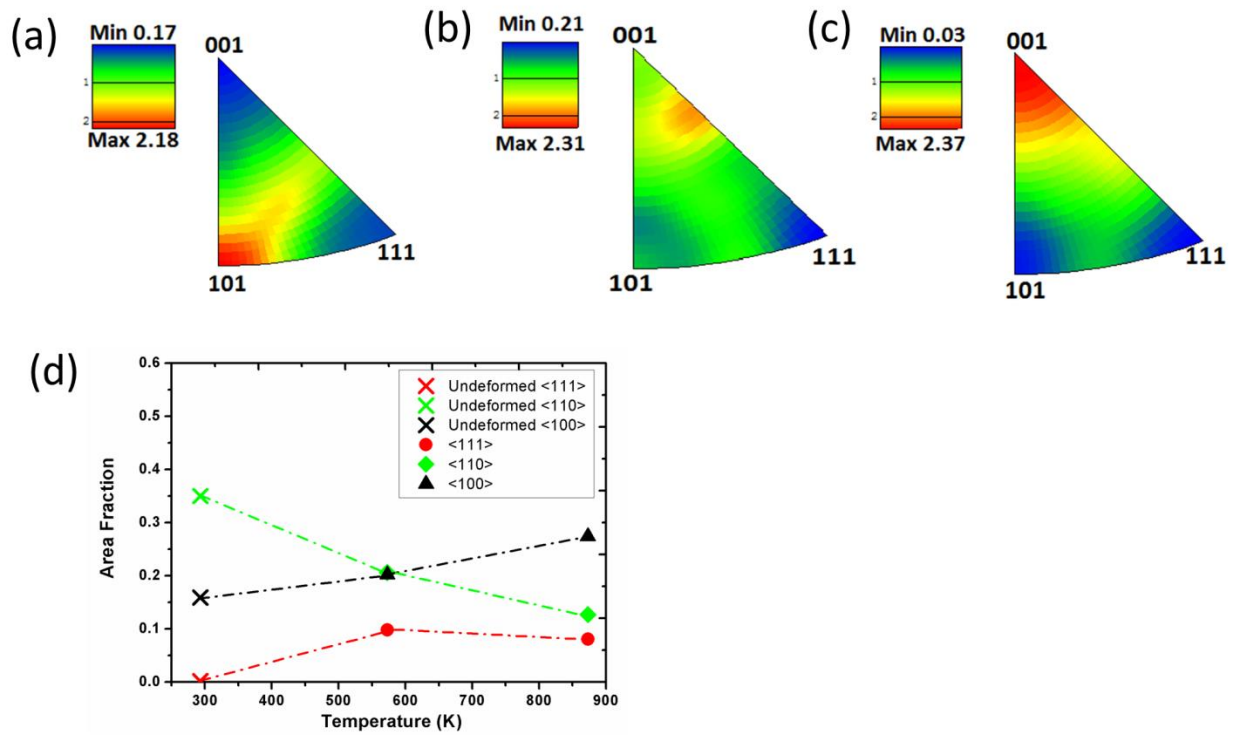 (a)
Min 0.17
1
2
Max 2.18
001
101
111
(b)
Min 0.21
1
2
Max 2.31
001
101
111
(c)
Min 0.03
1
2
Max 2.37
001
101
111
(d)
Area Fraction
0.6
0.5
0.4
0.3
0.2
0.1
0.0
Undeformed <111>
Undeformed <110>
Undeformed <100>
<111>
<110>
<100>
300 400 500 600 700 800 900
Temperature (K)